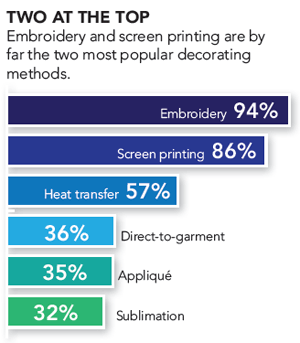 TWO AT THE TOP
Embroidery and screen printing are by
far the two most popular decorating
methods.
Embroidery 94%
Screen printing 86%
Heat transfer 57%
36% Direct-to-garment
35% Appliqué
32% Sublimation